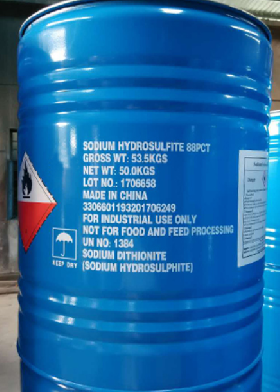 SODIUM HYDROSULFITE 88PCT
GROSS WT: 53.5KGS
NET WT: 50.0KGS
LOT NO.: 1706658
MADE IN CHINA
3306601193201706249
FOR INDUSTRIAL USE ONLY
NOT FOR FOOD AND FEED PROCESSING
UN NO: 1384
SODIUM DITHIONITE
(SODIUM HYDROSULPHITE)
KEEP DRY